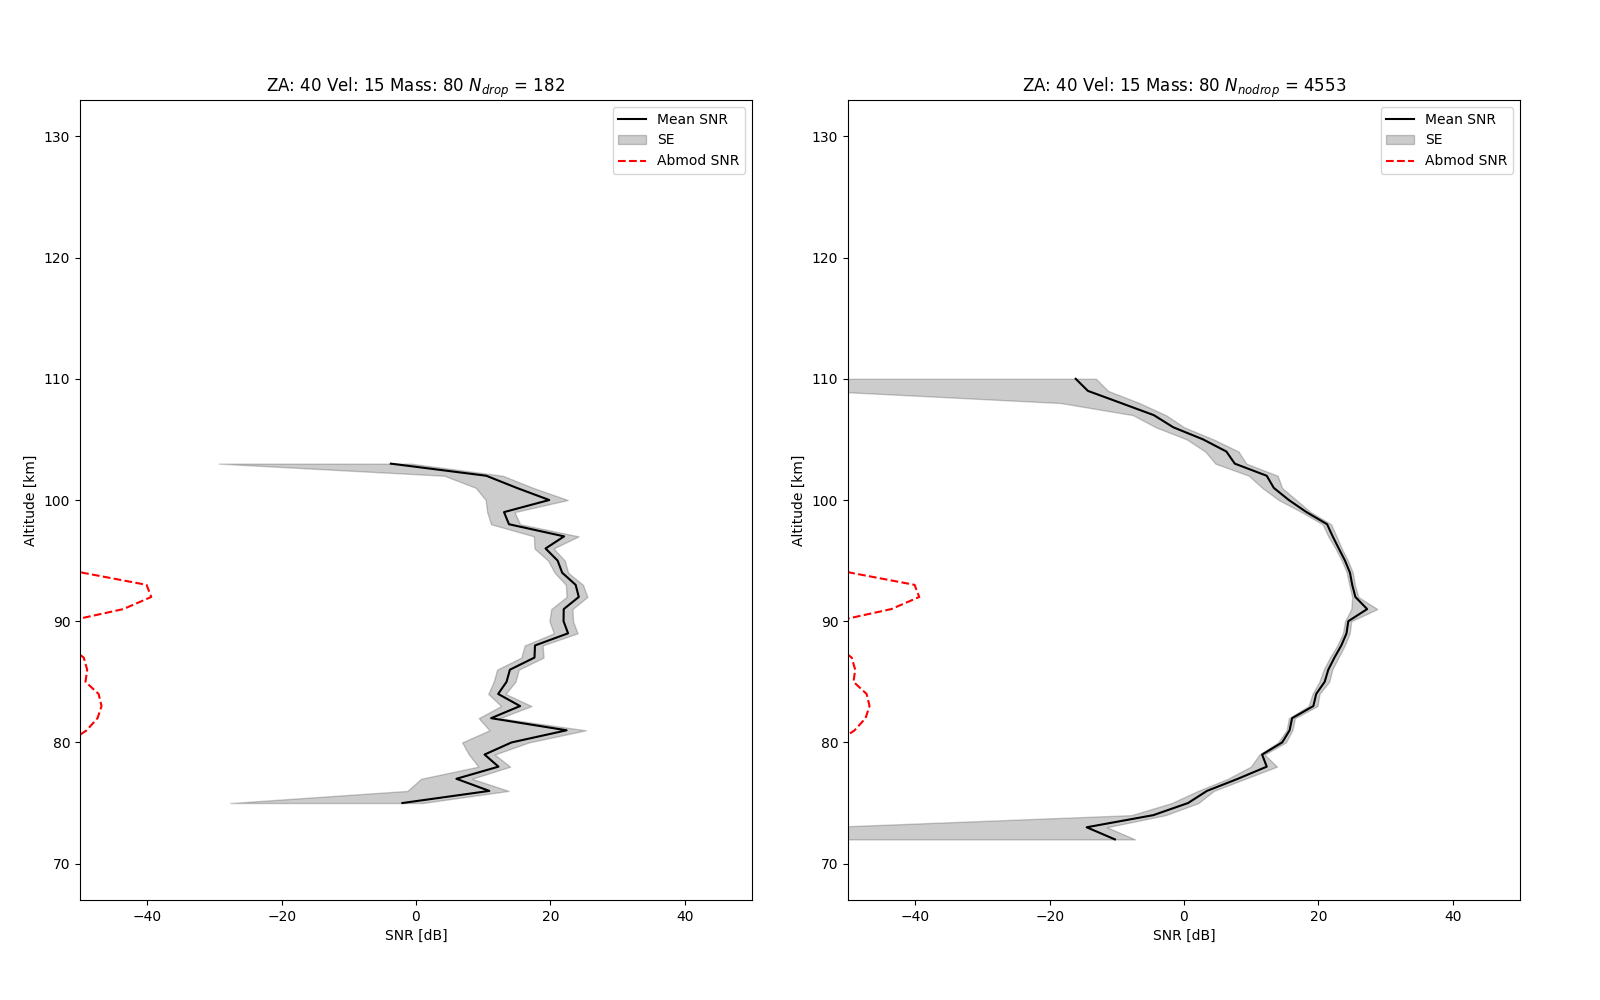 ZA: 40 Vel: 15 Mass: 80 N_drop = 182
Mean SNR
SE
Abmod SNR
130
120
110
100
90
80
70
Altitude [km]
−40
−20
0
20
40
SNR [dB]
ZA: 40 Vel: 15 Mass: 80 N_nodrop = 4553
Mean SNR
SE
Abmod SNR
130
120
110
100
90
80
70
Altitude [km]
−40
−20
0
20
40
SNR [dB]